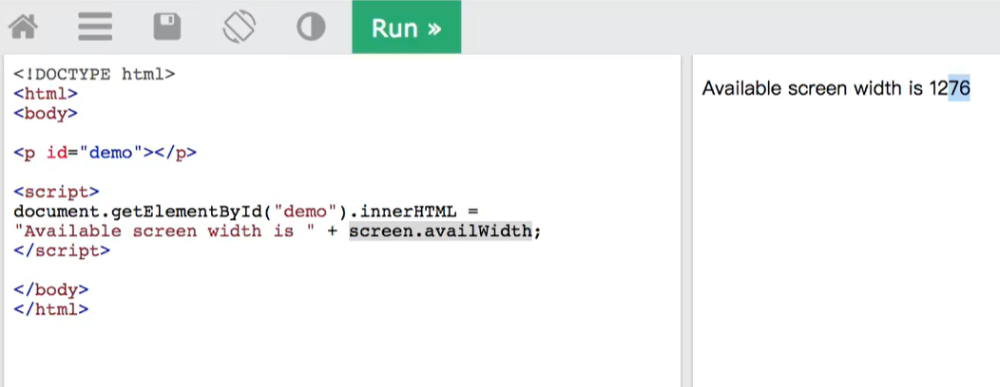 Run »
<!DOCTYPE html>
<html>
<body>
<p id="demo"></p>
<script>
document.getElementById("demo").innerHTML =
"Available screen width is " + screen.availWidth;
</script>
</body>
</html>
Available screen width is 1276